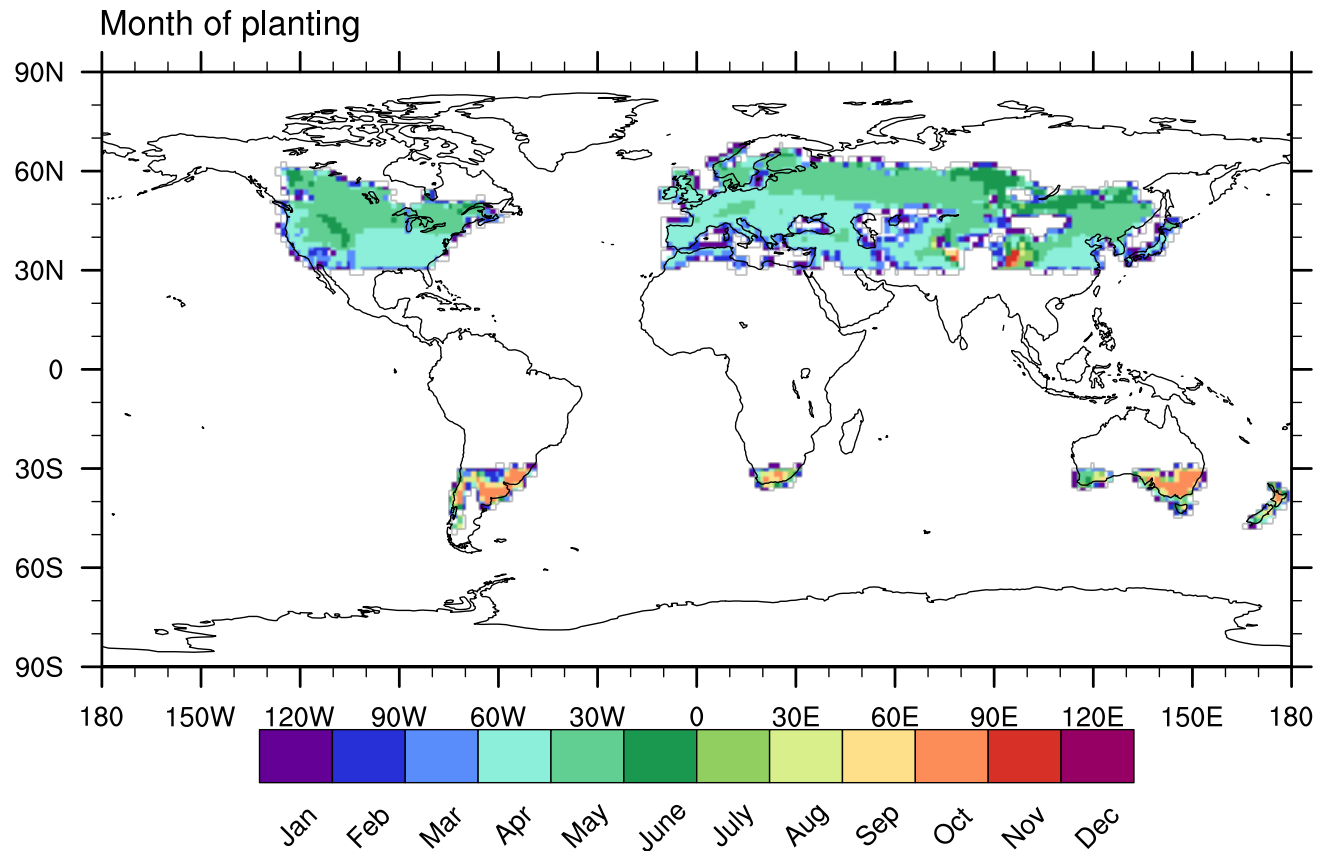 Month of planting
90N
60N
30N
0
30S
60S
90S
180 150W 120W 90W 60W 30W 0 30E 60E 90E 120E 150E 180
Jan Feb Mar Apr May June July Aug Sep Oct Nov Dec